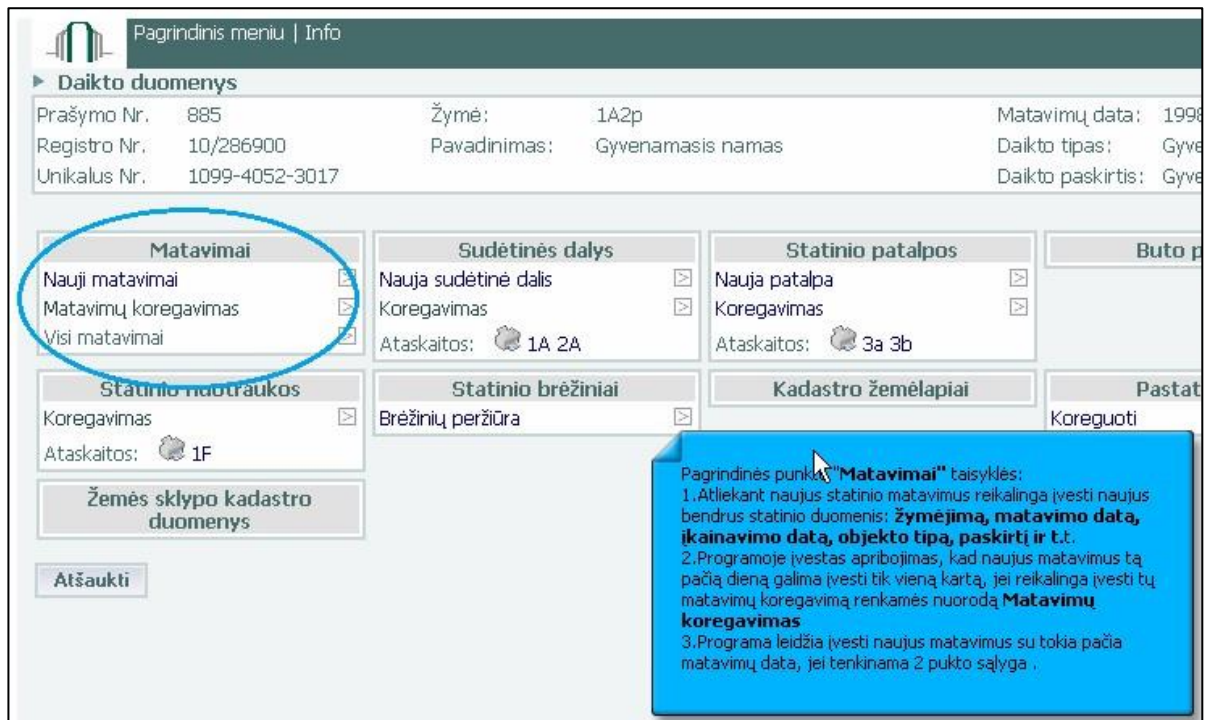 Pagrindinis meniu | Info
Daikto duomenys
Prašymo Nr. 885 Žymė: 1A2p Matavimų data: 1998
Registro Nr. 10/286900 Pavadinimas: Gyvenamasis namas Daikto tipas: Gyve
Unikalus Nr. 1099-4052-3017 Daikto paskirtis: Gyve
Matavimai Sudėtinės dalys Statinio patalpos Buto p
Nauji matavimai Nauja sudėtinė dalis Nauja patalpa
Matavimų koregavimas Koregavimas Koregavimas
Visi matavimai Ataskaitos: 1A 2A Ataskaitos: 3a 3b
Statinio nuotraukos Statinio brėžiniai Kadastro žemėlapiai Pastat
Koregavimas Brėžinių peržiūra Koreguoti
Ataskaitos: 1F
Žemės sklypo kadastro
duomenys
Atšaukti
Pagrindinės "Matavimai" taisyklės:
1.Atliekant naujus statinio matavimus reikalinga įvesti naujus
bendrus statinio duomenis: žymėjimą, matavimo datą,
įkainavimo datą, objekto tipą, paskirtį ir t.t.
2.Programoje įvestas apribojimas, kad naujus matavimus tą
pačią dieną galima įvesti tik vieną kartą, jei reikalinga įvesti tų
matavimų koregavimą renkamės nuorodą Matavimų
koregavimas
3.Programa leidžia įvesti naujus matavimus su tokia pačia
matavimų data, jei tenkinama 2 pukto sąlyga .